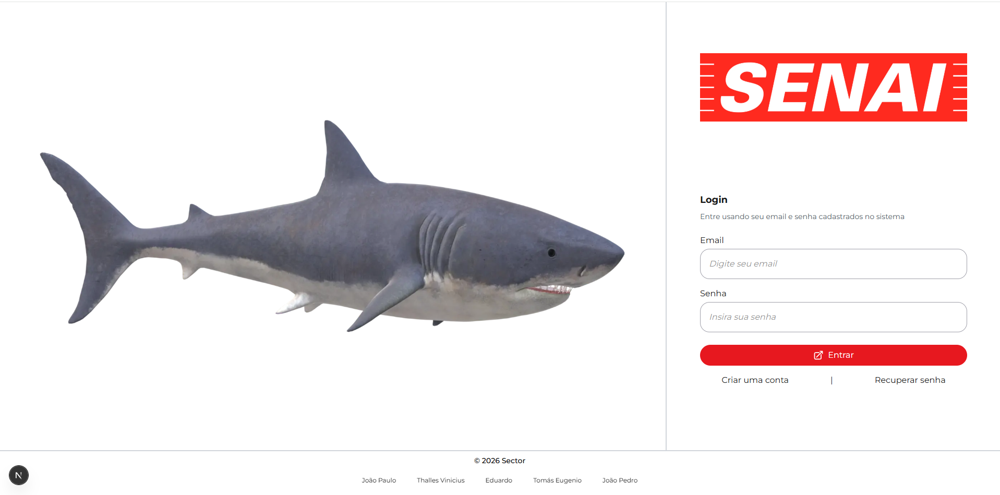 SENAI
Login
Entre usando seu email e senha cadastrados no sistema
Email
Digite seu email
Senha
Insira sua senha
Entrar
Criar uma conta | Recuperar senha
© 2026 Sector
João Paulo Thalles Vinicius Eduardo Tomás Eugenio João Pedro
N